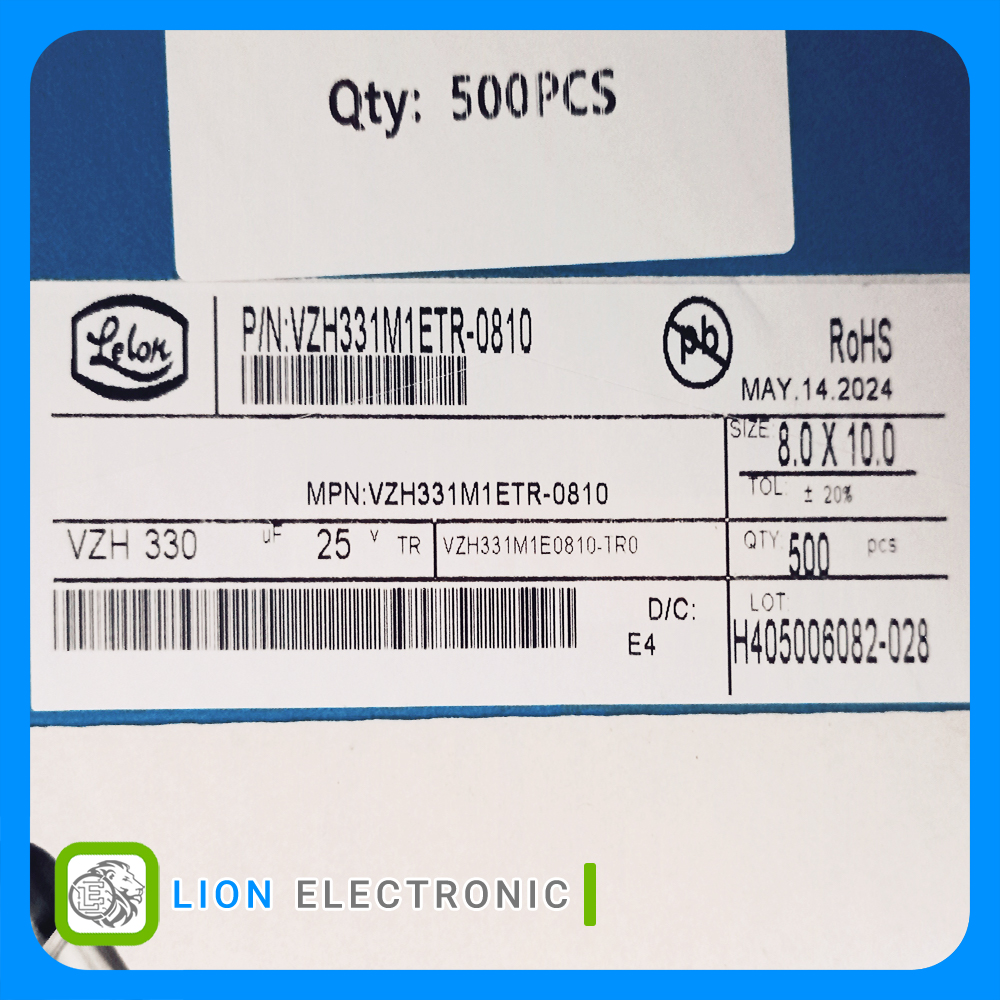 Qty: 500PCS
Lelon
P/N:VZH331M1ETR-0810
Pb
RoHS
MAY.14.2024
SIZE: 8.0 X 10.0
MPN:VZH331M1ETR-0810
TOL: ± 20%
VZH 330 uF 25 V TR
VZH331M1E0810-TR0
QTY: 500 pcs
D/C:
E4
LOT:
H405006082-028
LE
LION ELECTRONIC